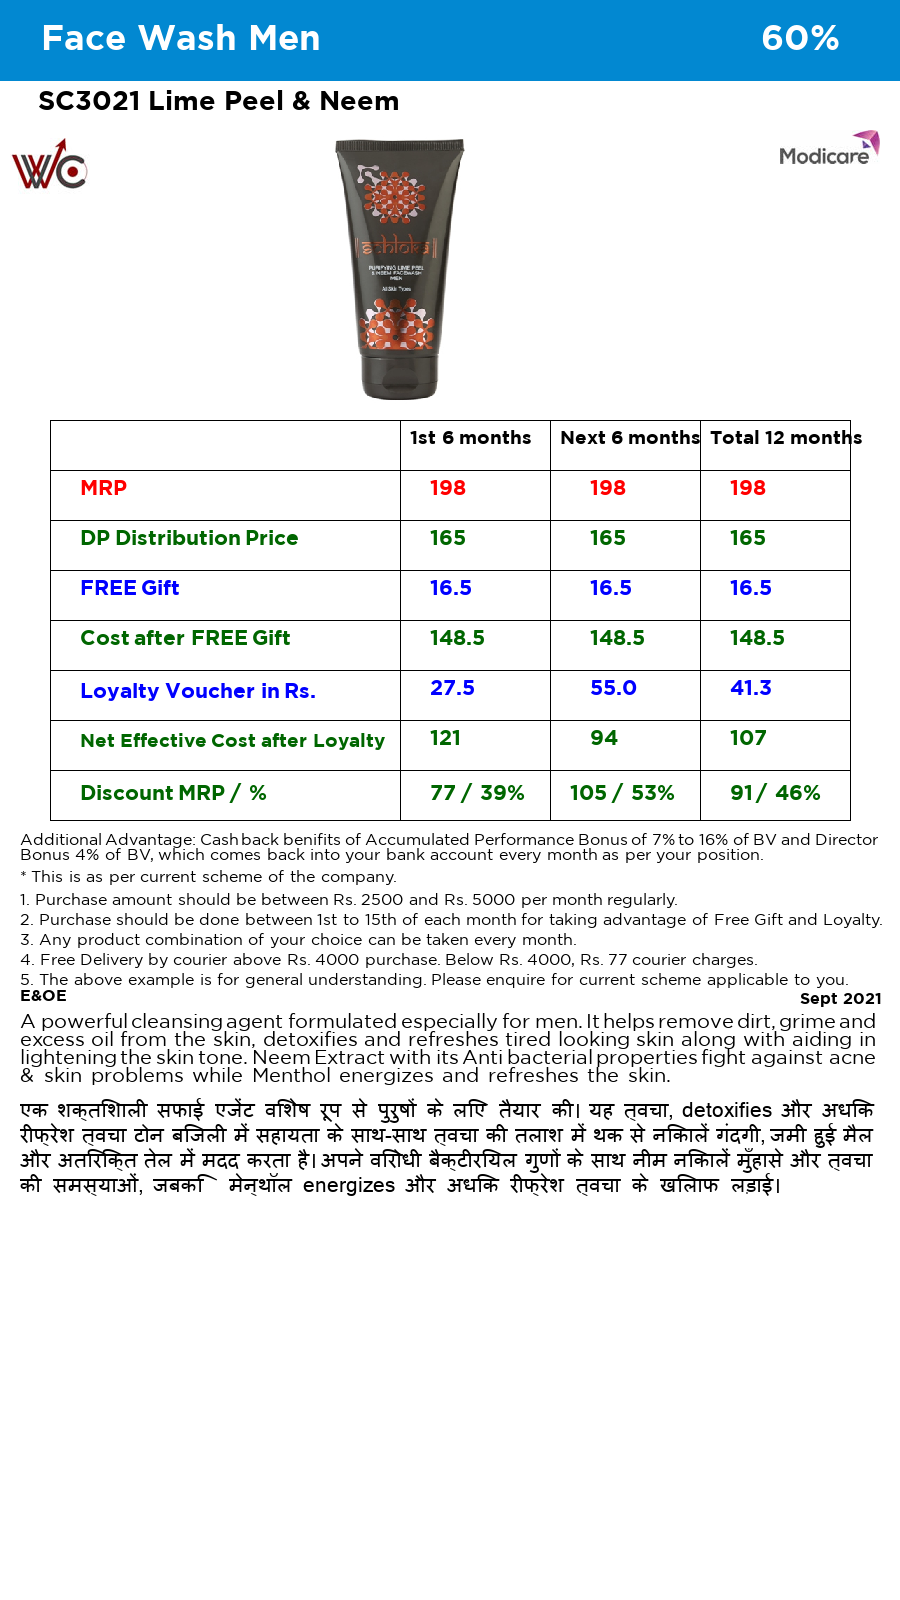 Face Wash Men 60%
SC3021 Lime Peel & Neem
WC
Modicare
schloka
PURIFYING LIME PEEL
& NEEM FACEWASH
MEN
All Skin Types
1st 6 months Next 6 months Total 12 months
MRP 198 198 198
DP Distribution Price 165 165 165
FREE Gift 16.5 16.5 16.5
Cost after FREE Gift 148.5 148.5 148.5
Loyalty Voucher in Rs. 27.5 55.0 41.3
Net Effective Cost after Loyalty 121 94 107
Discount MRP / % 77 / 39% 105 / 53% 91 / 46%
Additional Advantage: Cashback benifits of Accumulated Performance Bonus of 7% to 16% of BV and Director
Bonus 4% of BV, which comes back into your bank account every month as per your position.
* This is as per current scheme of the company.
1. Purchase amount should be between Rs. 2500 and Rs. 5000 per month regularly.
2. Purchase should be done between 1st to 15th of each month for taking advantage of Free Gift and Loyalty.
3. Any product combination of your choice can be taken every month.
4. Free Delivery by courier above Rs. 4000 purchase. Below Rs. 4000, Rs. 77 courier charges.
5. The above example is for general understanding. Please enquire for current scheme applicable to you.
E&OE Sept 2021
A powerful cleansing agent formulated especially for men. It helps remove dirt, grime and
excess oil from the skin, detoxifies and refreshes tired looking skin along with aiding in
lightening the skin tone. Neem Extract with its Anti bacterial properties fight against acne
& skin problems while Menthol energizes and refreshes the skin.
एक शक्तिशाली सफाई एजेंट विशेष रूप से पुरुषों के लिए तैयार की। यह त्वचा, detoxifies और अधिक
रीफ्रेश त्वचा टोन बिजली में सहायता के साथ-साथ त्वचा की तलाश में थक से निकालें गंदगी, जमी हुई मैल
और अतिरिक्त तेल में मदद करता है। अपने विरोधी बैक्टीरियल गुणों के साथ नीम निकालें मुँहासे और त्वचा
की समस्याओं, जबकि मेन्थॉल energizes और अधिक रीफ्रेश त्वचा के खिलाफ लड़ाई।